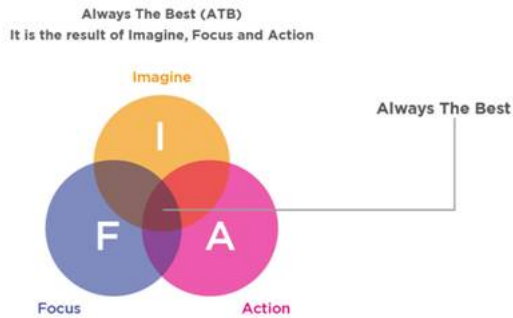 Always The Best (ATB)
It is the result of Imagine, Focus and Action
Imagine
Always The Best
I
F
A
Focus
Action